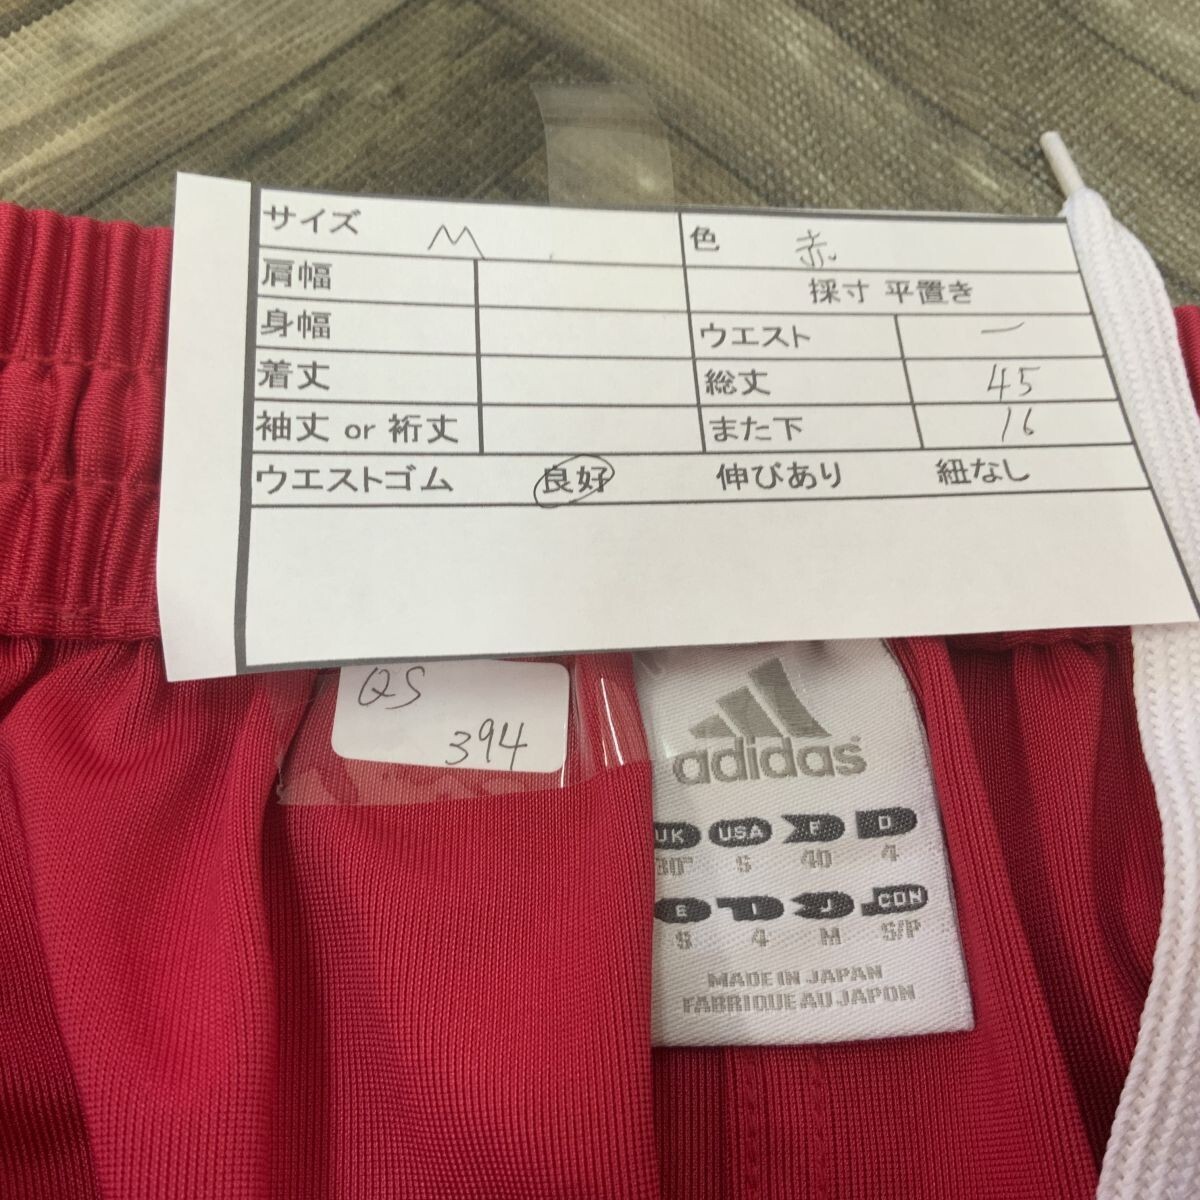 サイズ M 色 赤
肩幅 採寸 平置き
身幅 ウエスト ー
着丈 総丈 45
袖丈 or 裄丈 また下 16
ウエストゴム 良好 伸びあり 紐なし
QS
394
adidas
UK USA F D
30" S 40 4
E I J CDN
S 4 M S/P
MADE IN JAPAN
FABRIQUE AU JAPON